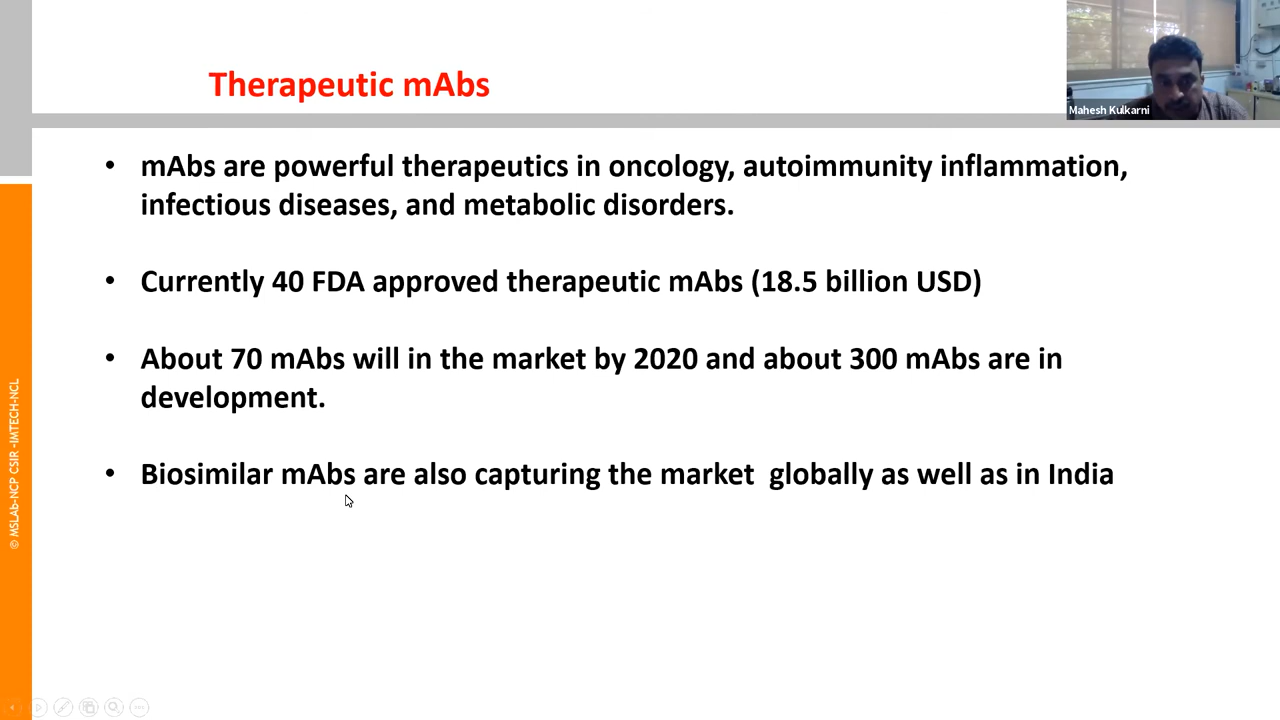 Therapeutic mAbs
Mahesh Kulkarni
• mAbs are powerful therapeutics in oncology, autoimmunity inflammation,
infectious diseases, and metabolic disorders.
• Currently 40 FDA approved therapeutic mAbs (18.5 billion USD)
• About 70 mAbs will in the market by 2020 and about 300 mAbs are in
development.
• Biosimilar mAbs are also capturing the market  globally as well as in India
© MSLAb-NCP CSIR -IMTECH-NCL